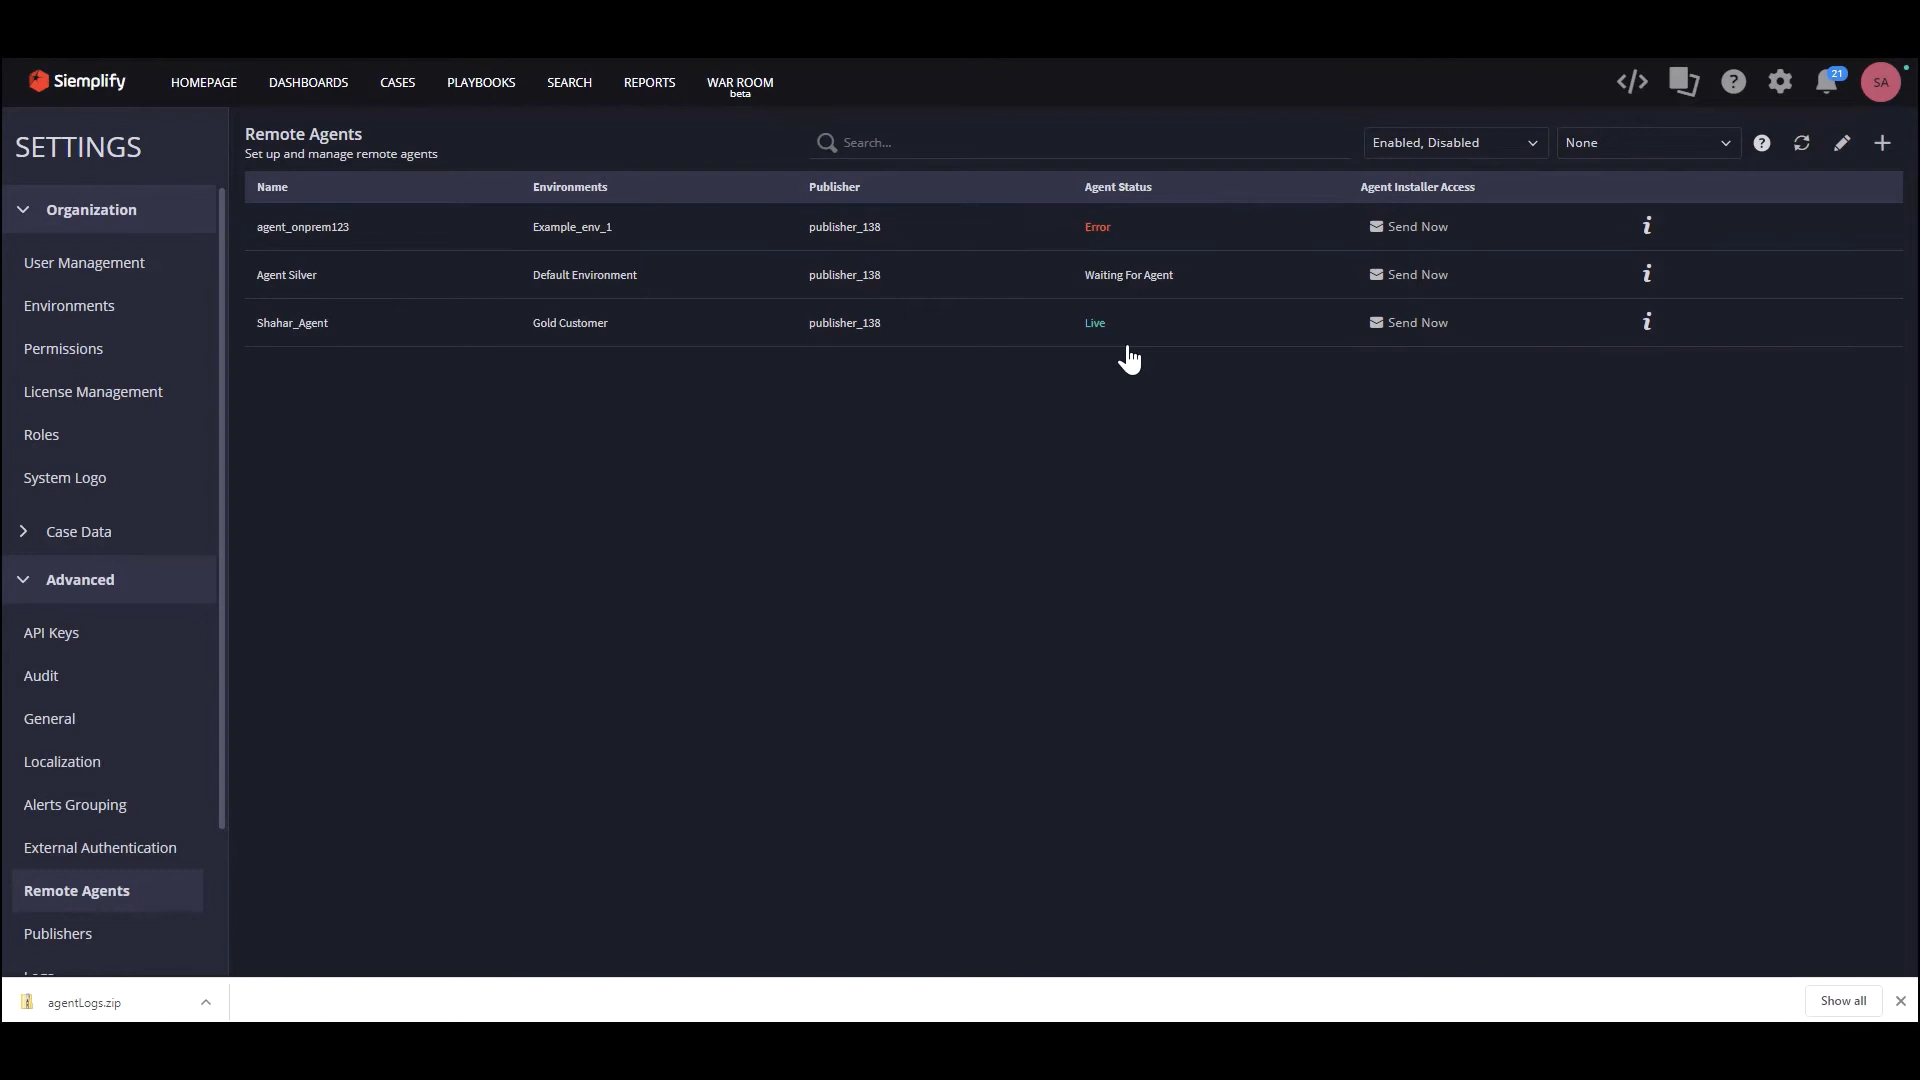 Siemplify
HOMEPAGE
DASHBOARDS
CASES
PLAYBOOKS
SEARCH
REPORTS
WAR ROOM
beta
</>
?
21
SA
SETTINGS
Organization
User Management
Environments
Permissions
License Management
Roles
System Logo
Case Data
Advanced
API Keys
Audit
General
Localization
Alerts Grouping
External Authentication
Remote Agents
Publishers
Remote Agents
Set up and manage remote agents
Search...
Enabled, Disabled
None
?
Name Environments Publisher Agent Status Agent Installer Access
agent_onprem123 Example_env_1 publisher_138 Error Send Now i
Agent Silver Default Environment publisher_138 Waiting For Agent Send Now i
Shahar_Agent Gold Customer publisher_138 Live Send Now i
agentLogs.zip
Show all